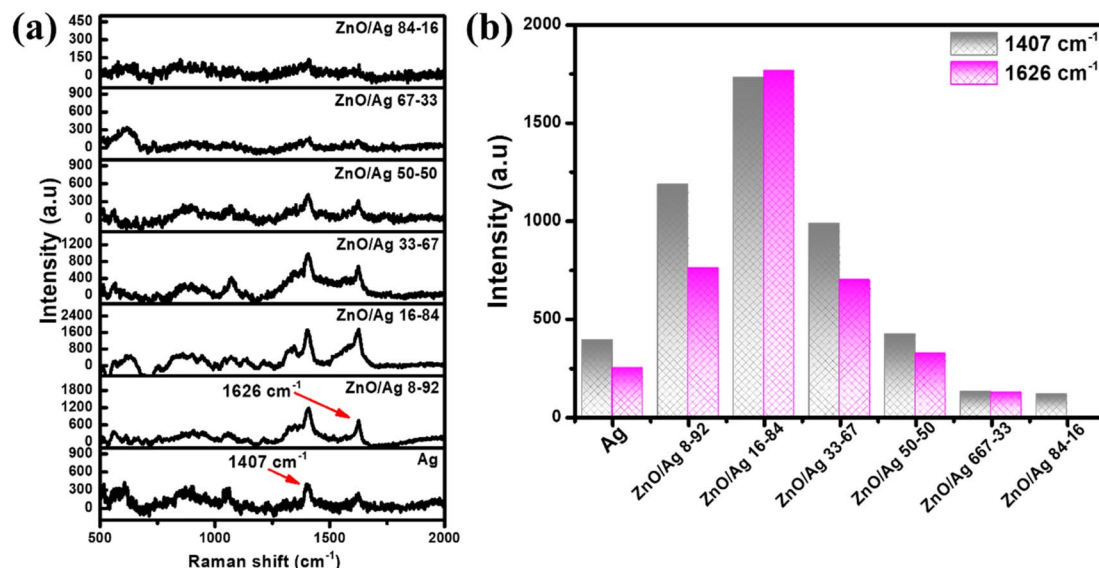 (a)
Intensity (a.u)
450
300
150
0
ZnO/Ag 84-16
900
600
300
0
ZnO/Ag 67-33
900
600
300
0
ZnO/Ag 50-50
1200
800
400
0
ZnO/Ag 33-67
2400
1600
800
0
ZnO/Ag 16-84
1800
1200
600
0
ZnO/Ag 8-92
1626 cm⁻¹
900
600
300
0
Ag
1407 cm⁻¹
500 1000 1500 2000
Raman shift (cm⁻¹)
(b)
Intensity (a.u)
2000
1500
1000
500
0
1407 cm⁻¹
1626 cm⁻¹
Ag
ZnO/Ag 8-92
ZnO/Ag 16-84
ZnO/Ag 33-67
ZnO/Ag 50-50
ZnO/Ag 667-33
ZnO/Ag 84-16